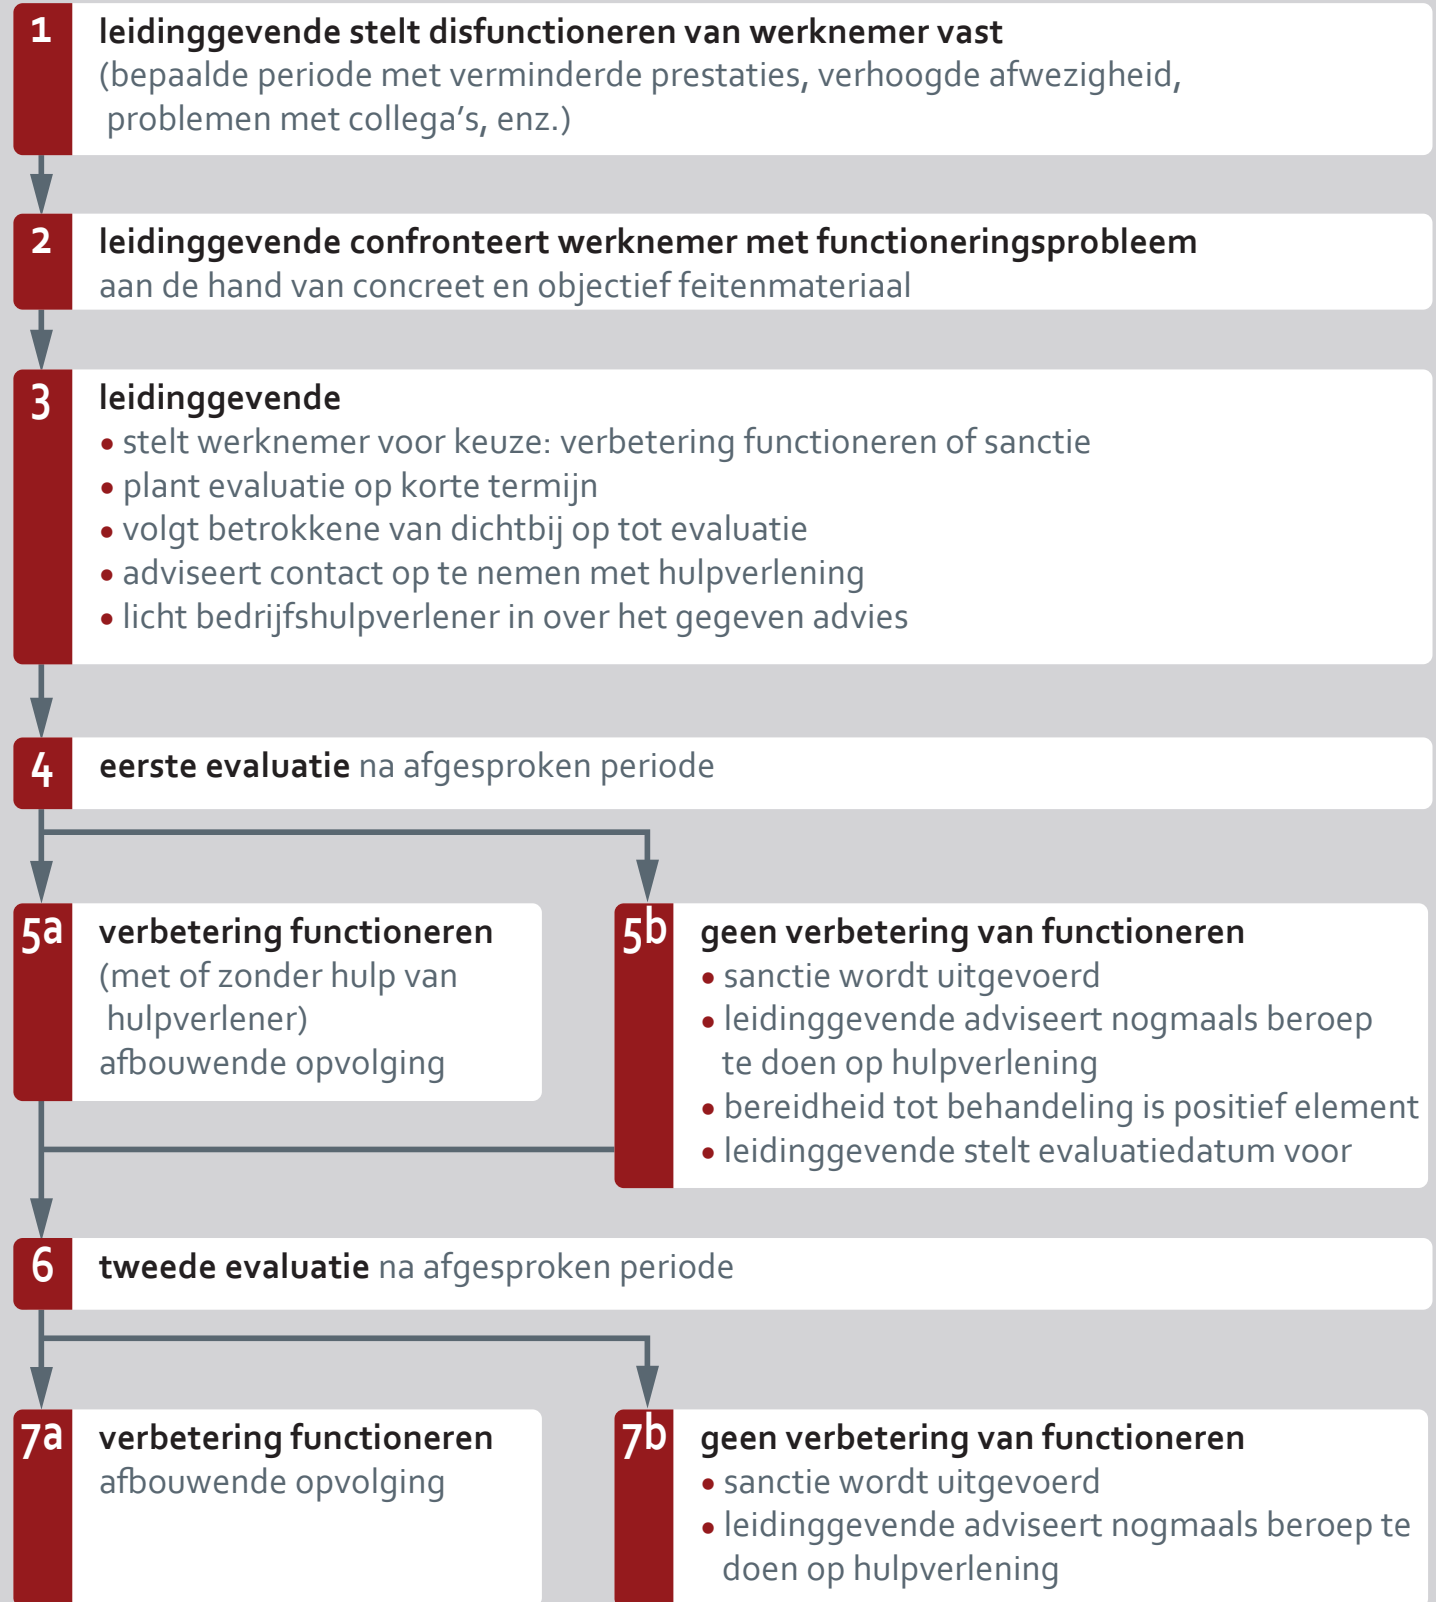 1 leidinggevende stelt disfunctioneren van werknemer vast
(bepaalde periode met verminderde prestaties, verhoogde afwezigheid,
problemen met collega's, enz.)
2 leidinggevende confronteert werknemer met functioneringsprobleem
aan de hand van concreet en objectief feitenmateriaal
3 leidinggevende
• stelt werknemer voor keuze: verbetering functioneren of sanctie
• plant evaluatie op korte termijn
• volgt betrokkene van dichtbij op tot evaluatie
• adviseert contact op te nemen met hulpverlening
• licht bedrijfshulpverlener in over het gegeven advies
4 eerste evaluatie na afgesproken periode
5a verbetering functioneren
(met of zonder hulp van
hulpverlener)
afbouwende opvolging
5b geen verbetering van functioneren
• sanctie wordt uitgevoerd
• leidinggevende adviseert nogmaals beroep
te doen op hulpverlening
• bereidheid tot behandeling is positief element
• leidinggevende stelt evaluatiedatum voor
6 tweede evaluatie na afgesproken periode
7a verbetering functioneren
afbouwende opvolging
7b geen verbetering van functioneren
• sanctie wordt uitgevoerd
• leidinggevende adviseert nogmaals beroep te
doen op hulpverlening